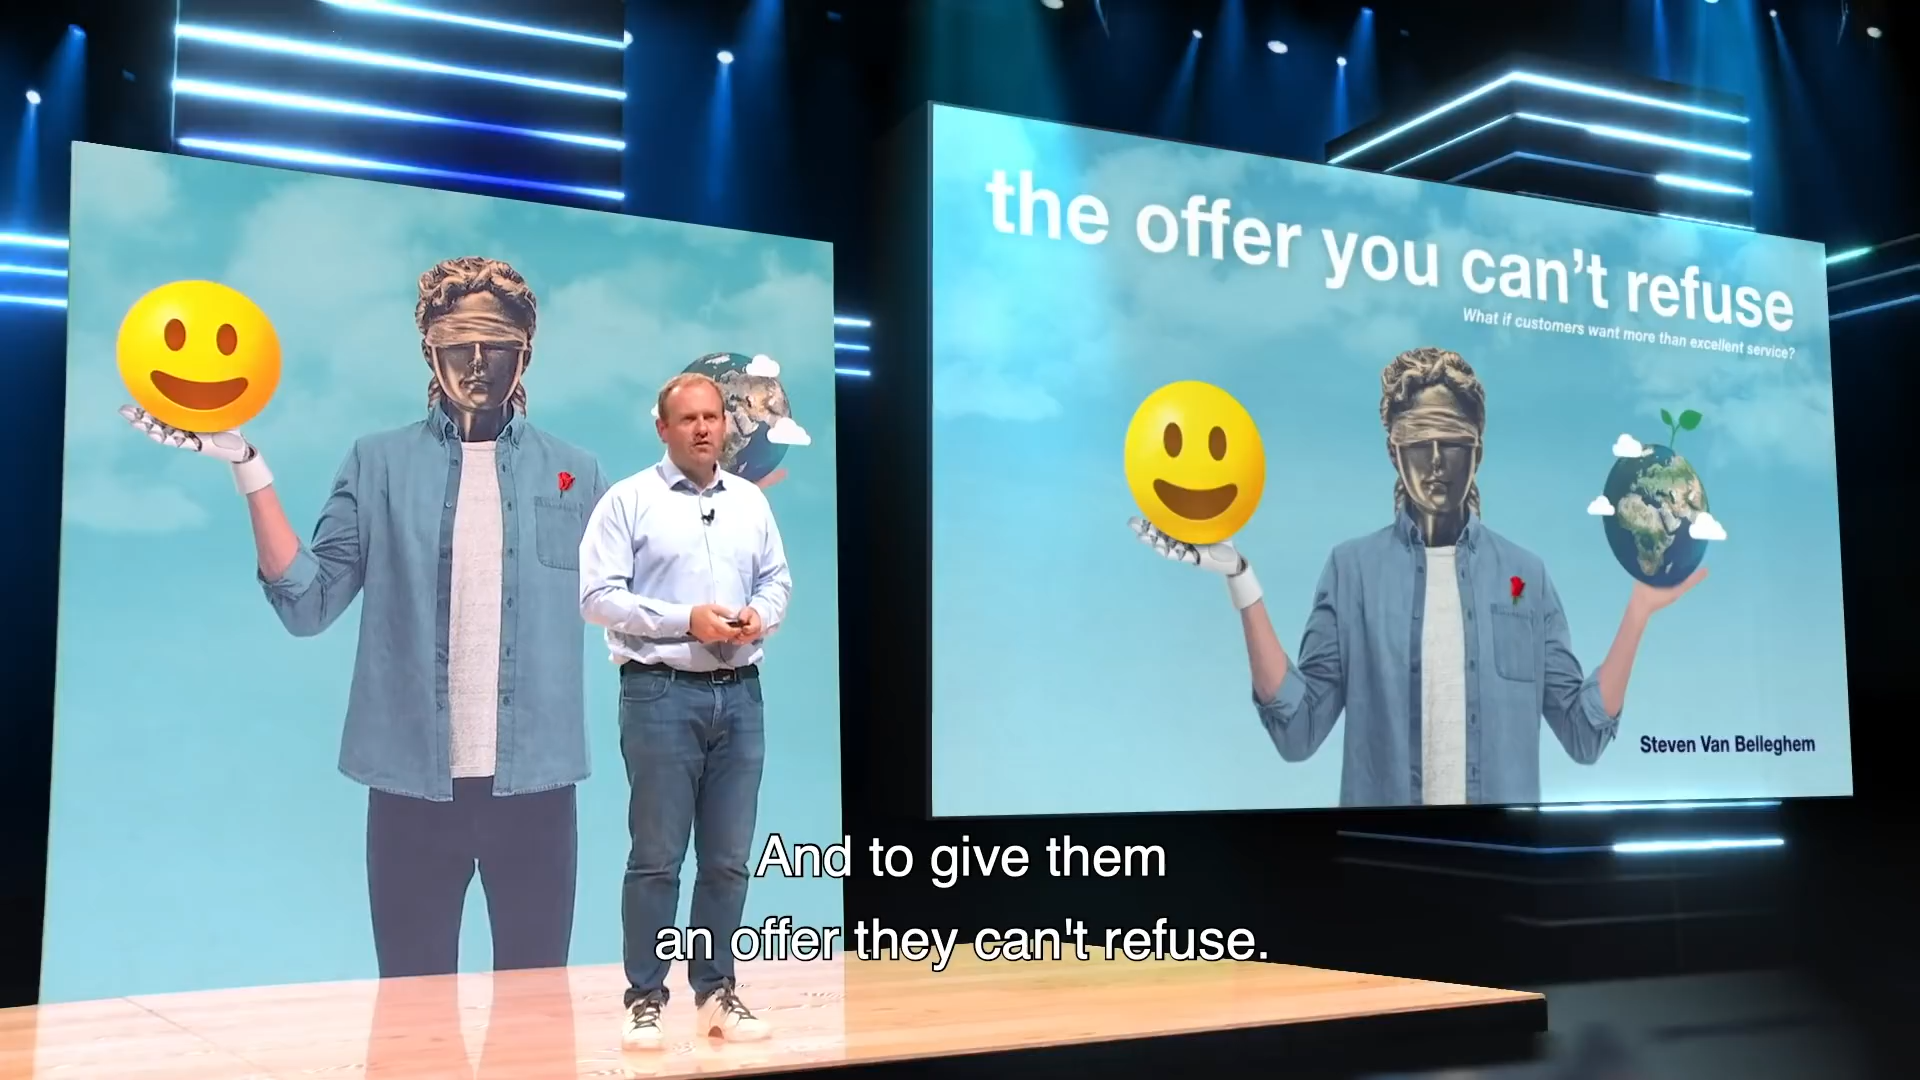 the offer you can't refuse
What if customers want more than excellent service?
Steven Van Belleghem
And to give them
an offer they can't refuse.